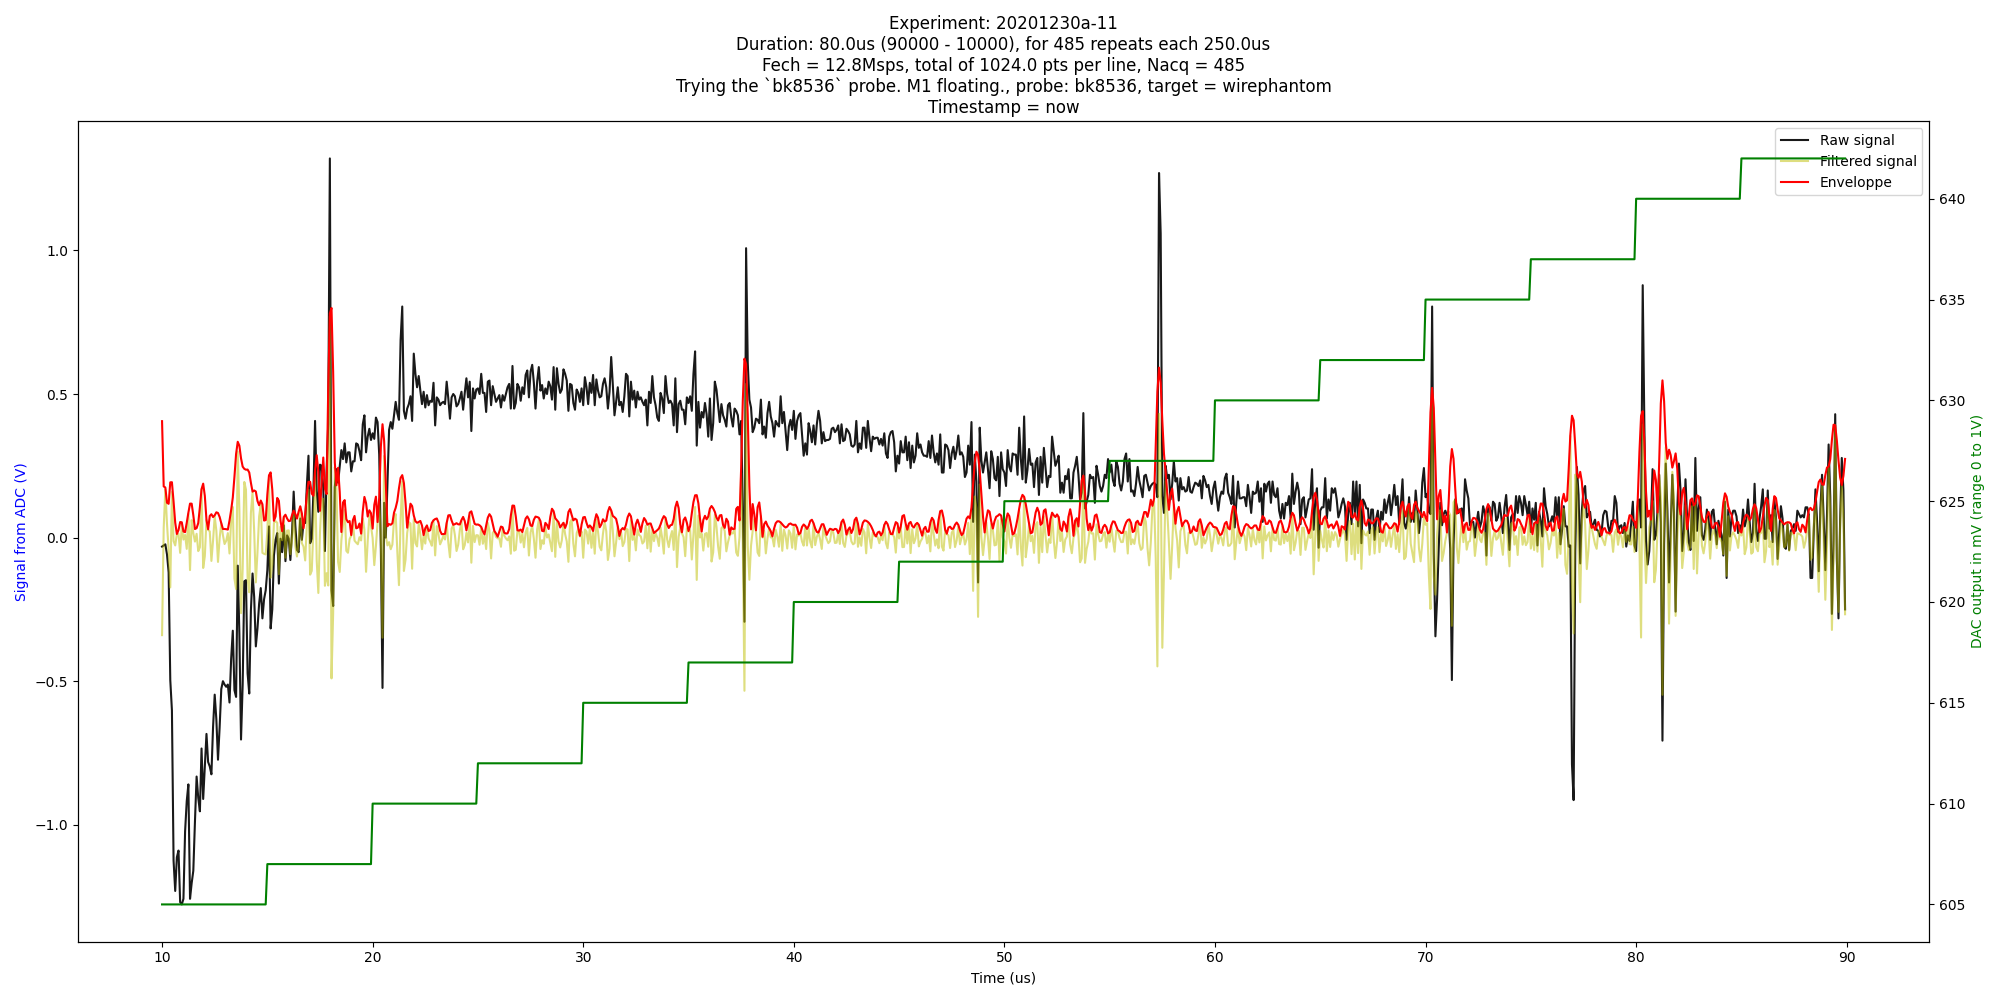 Experiment: 20201230a-11
Duration: 80.0us (90000 - 10000), for 485 repeats each 250.0us
Fech = 12.8Msps, total of 1024.0 pts per line, Nacq = 485
Trying the `bk8536` probe. M1 floating., probe: bk8536, target = wirephantom
Timestamp = now
Raw signal
Filtered signal
Enveloppe
Signal from ADC (V)
1.0
0.5
0.0
−0.5
−1.0
DAC output in mV (range 0 to 1V)
640
635
630
625
620
615
610
605
10 20 30 40 50 60 70 80 90
Time (us)